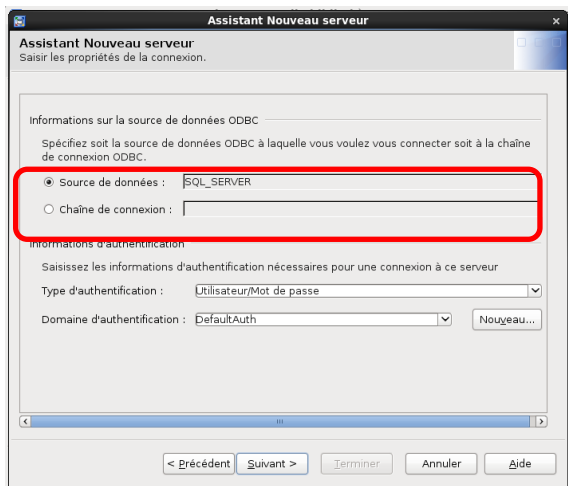 Assistant Nouveau serveur
Assistant Nouveau serveur
Saisir les propriétés de la connexion.
Informations sur la source de données ODBC
Spécifiez soit la source de données ODBC à laquelle vous voulez vous connecter soit à la chaîne
de connexion ODBC.
Source de données : SQL_SERVER
Chaîne de connexion :
Informations d'authentification
Saisissez les informations d'authentification nécessaires pour une connexion à ce serveur
Type d'authentification : Utilisateur/Mot de passe
Domaine d'authentification : DefaultAuth Nouveau...
< Précédent Suivant > Terminer Annuler Aide